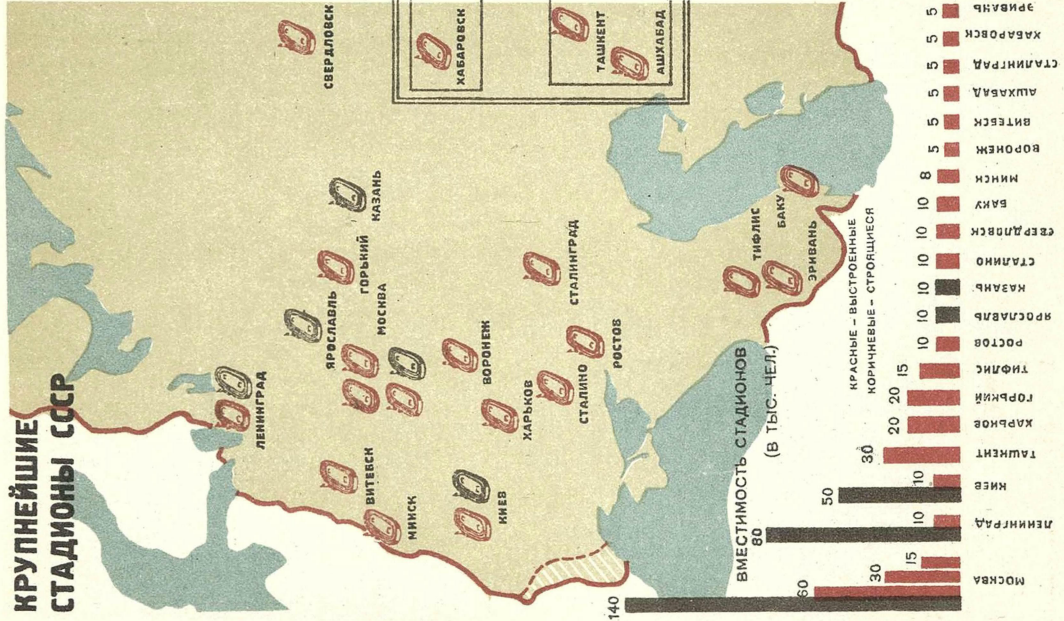 КРУПНЕЙШИЕ
СТАДИОНЫ СССР
СВЕРДЛОВСК
ХАБАРОВСК
ТАШКЕНТ
АШХАБАД
КАЗАНЬ
ГОРЬКИЙ
ЯРОСЛАВЛЬ
МОСКВА
ЛЕНИНГРАД
ВОРОНЕЖ
СТАЛИНГРАД
ХАРЬКОВ
СТАЛИНО
РОСТОВ
ВИТЕБСК
МИНСК
КИЕВ
ТИФЛИС
БАКУ
ЭРИВАНЬ
ВМЕСТИМОСТЬ СТАДИОНОВ
(В ТЫС. ЧЕЛ.)
КРАСНЫЕ – ВЫСТРОЕННЫЕ
КОРИЧНЕВЫЕ – СТРОЯЩИЕСЯ
140 60 30 15
80 10
50 10
30
20
20
15
10
10
10
10
10
10
8
5
5
5
5
5
5
МОСКВА
ЛЕНИНГРАД
КИЕВ
ТАШКЕНТ
ХАРЬКОВ
ГОРЬКИЙ
ТИФЛИС
РОСТОВ
ЯРОСЛАВЛЬ
КАЗАНЬ
СТАЛИНО
СВЕРДЛОВСК
БАКУ
МИНСК
ВОРОНЕЖ
ВИТЕБСК
АШХАБАД
СТАЛИНГРАД
ХАБАРОВСК
ЭРИВАНЬ